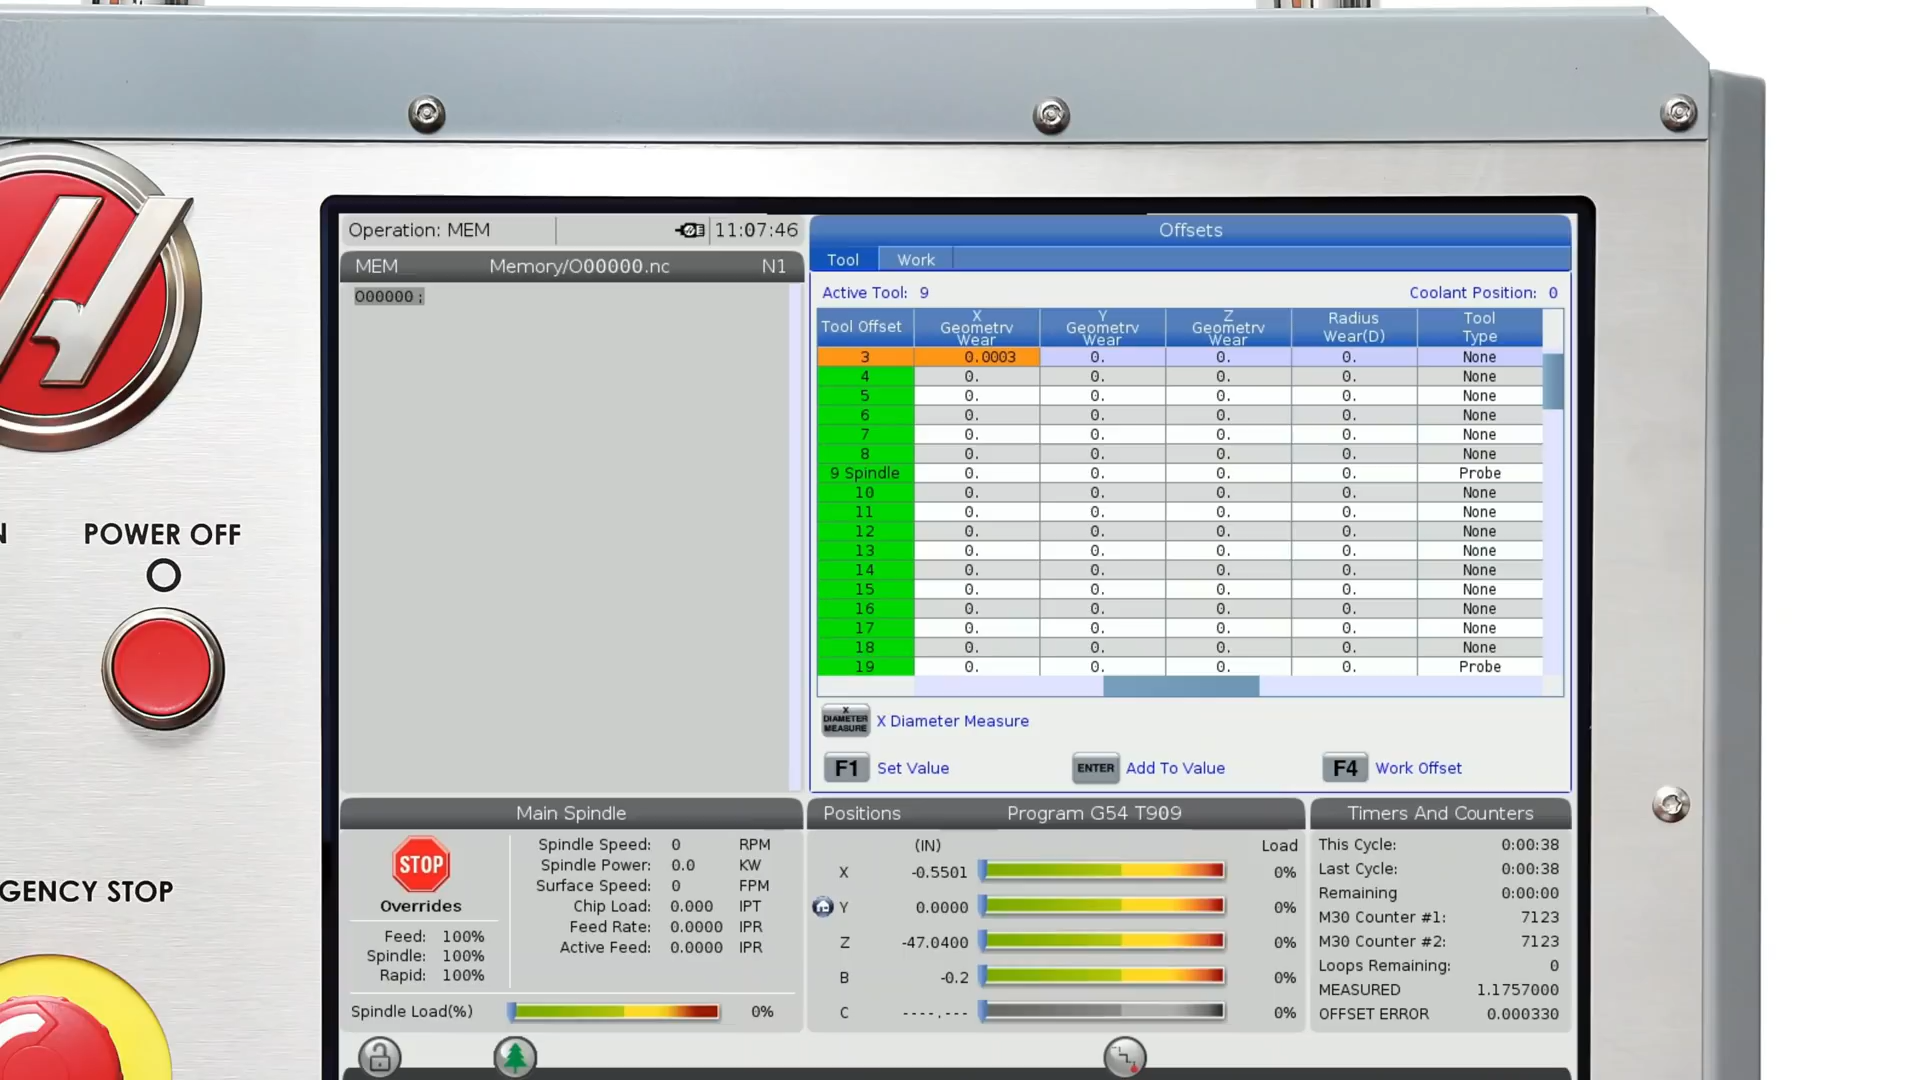 Operation: MEM
11:07:46
MEM
Memory/O00000.nc
N1
O00000 ;
Offsets
Tool
Work
Active Tool: 9
Coolant Position: 0
Tool Offset
X Geometry Wear
Y Geometry Wear
Z Geometry Wear
Radius Wear(D)
Tool Type
3 0.0003 0. 0. 0. None
4 0. 0. 0. 0. None
5 0. 0. 0. 0. None
6 0. 0. 0. 0. None
7 0. 0. 0. 0. None
8 0. 0. 0. 0. None
9 Spindle 0. 0. 0. 0. Probe
10 0. 0. 0. 0. None
11 0. 0. 0. 0. None
12 0. 0. 0. 0. None
13 0. 0. 0. 0. None
14 0. 0. 0. 0. None
15 0. 0. 0. 0. None
16 0. 0. 0. 0. None
17 0. 0. 0. 0. None
18 0. 0. 0. 0. None
19 0. 0. 0. 0. Probe
X DIAMETER MEASURE
X Diameter Measure
F1 Set Value
ENTER Add To Value
F4 Work Offset
Main Spindle
STOP
Overrides
Feed: 100%
Spindle: 100%
Rapid: 100%
Spindle Speed: 0 RPM
Spindle Power: 0.0 KW
Surface Speed: 0 FPM
Chip Load: 0.000 IPT
Feed Rate: 0.0000 IPR
Active Feed: 0.0000 IPR
Spindle Load(%) 0%
Positions
Program G54 T909
(IN)
Load
X -0.5501 0%
Y 0.0000 0%
Z -47.0400 0%
B -0.2 0%
C ----.--- 0%
Timers And Counters
This Cycle: 0:00:38
Last Cycle: 0:00:38
Remaining 0:00:00
M30 Counter #1: 7123
M30 Counter #2: 7123
Loops Remaining: 0
MEASURED 1.1757000
OFFSET ERROR 0.000330
N
POWER OFF
GENCY STOP